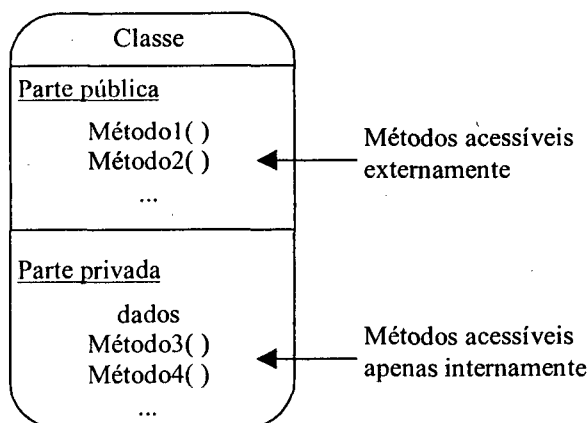 Classe
Parte pública
Método1( )
Método2( )
...
Métodos acessíveis
externamente
Parte privada
dados
Método3( )
Método4( )
...
Métodos acessíveis
apenas internamente